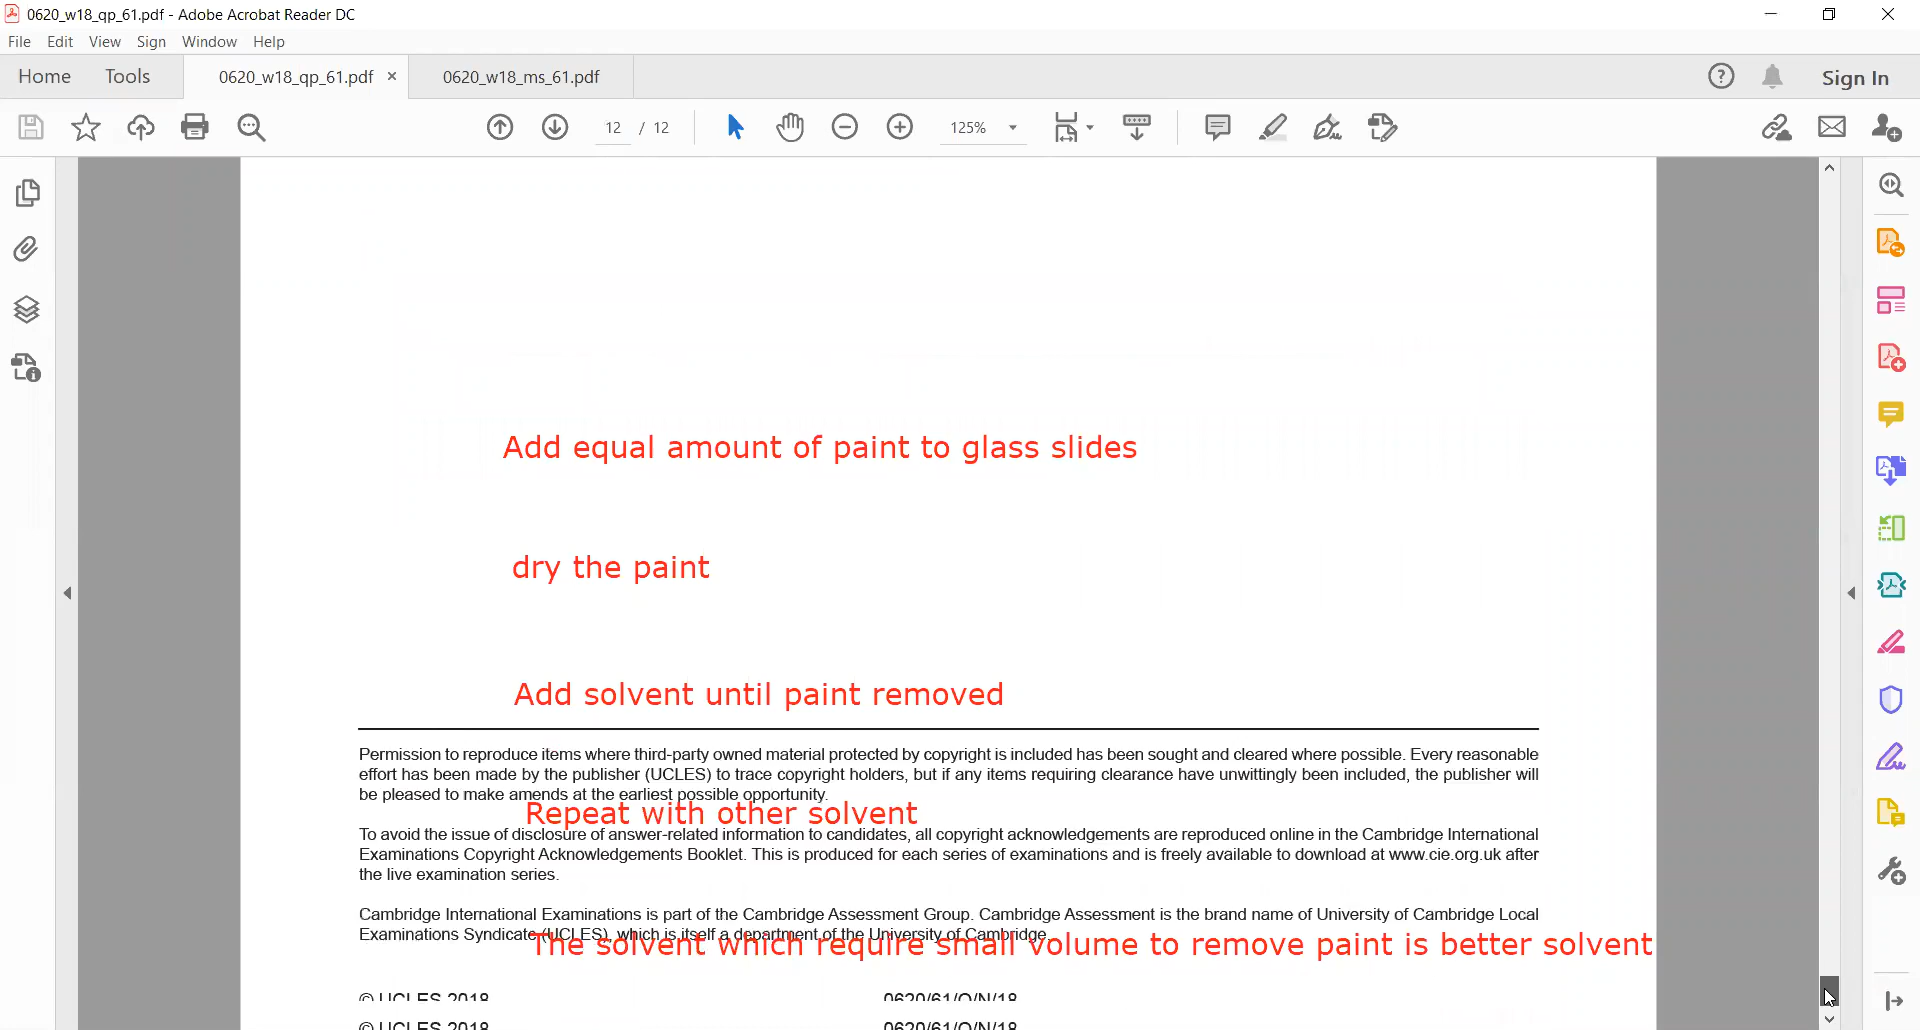 0620_w18_qp_61.pdf - Adobe Acrobat Reader DC
File Edit View Sign Window Help
Home Tools 0620_w18_qp_61.pdf × 0620_w18_ms_61.pdf Sign In
12 / 12 125%
Add equal amount of paint to glass slides
dry the paint
Add solvent until paint removed
Permission to reproduce items where third-party owned material protected by copyright is included has been sought and cleared where possible. Every reasonable
effort has been made by the publisher (UCLES) to trace copyright holders, but if any items requiring clearance have unwittingly been included, the publisher will
be pleased to make amends at the earliest possible opportunity.
Repeat with other solvent
To avoid the issue of disclosure of answer-related information to candidates, all copyright acknowledgements are reproduced online in the Cambridge International
Examinations Copyright Acknowledgements Booklet. This is produced for each series of examinations and is freely available to download at www.cie.org.uk after
the live examination series.
Cambridge International Examinations is part of the Cambridge Assessment Group. Cambridge Assessment is the brand name of University of Cambridge Local
Examinations Syndicate (UCLES), which is itself a department of the University of Cambridge.
The solvent which require small volume to remove paint is better solvent
© UCLES 2018 0620/61/O/N/18
© UCLES 2018 0620/61/O/N/18